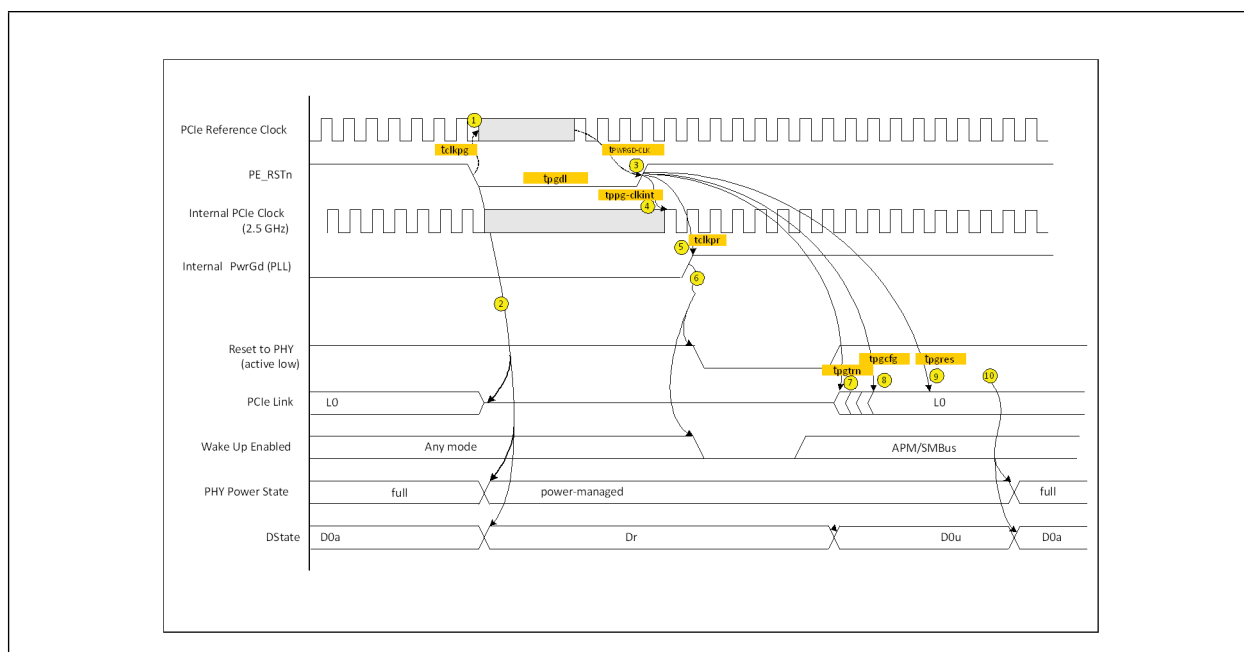 1
PCIe Reference Clock
tclkpg
tPWRGD-CLK
3
PE_RSTn
tpgdl
tppg-clkint
4
Internal PCIe Clock
(2.5 GHz)
5
tclkpr
Internal PwrGd (PLL)
6
2
Reset to PHY
(active low)
tpgcfg
tpgres
tpgtrn
7
8
9
10
PCIe Link
L0
L0
Wake Up Enabled
Any mode
APM/SMBus
PHY Power State
full
power-managed
full
DState
D0a
Dr
D0u
D0a